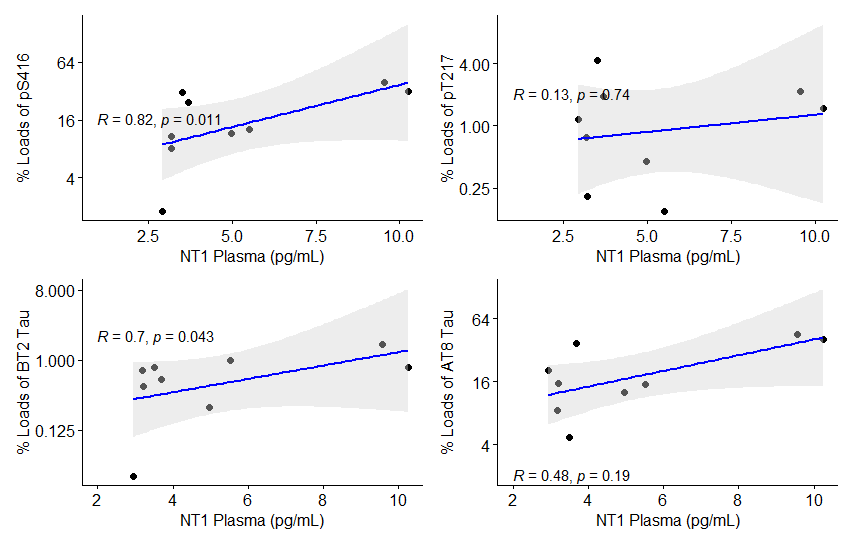 % Loads of pS416
64
16
4
R = 0.82, p = 0.011
2.5 5.0 7.5 10.0
NT1 Plasma (pg/mL)
% Loads of pT217
4.00
1.00
0.25
R = 0.13, p = 0.74
2.5 5.0 7.5 10.0
NT1 Plasma (pg/mL)
% Loads of BT2 Tau
8.000
1.000
0.125
R = 0.7, p = 0.043
2 4 6 8 10
NT1 Plasma (pg/mL)
% Loads of AT8 Tau
64
16
4
R = 0.48, p = 0.19
2 4 6 8 10
NT1 Plasma (pg/mL)